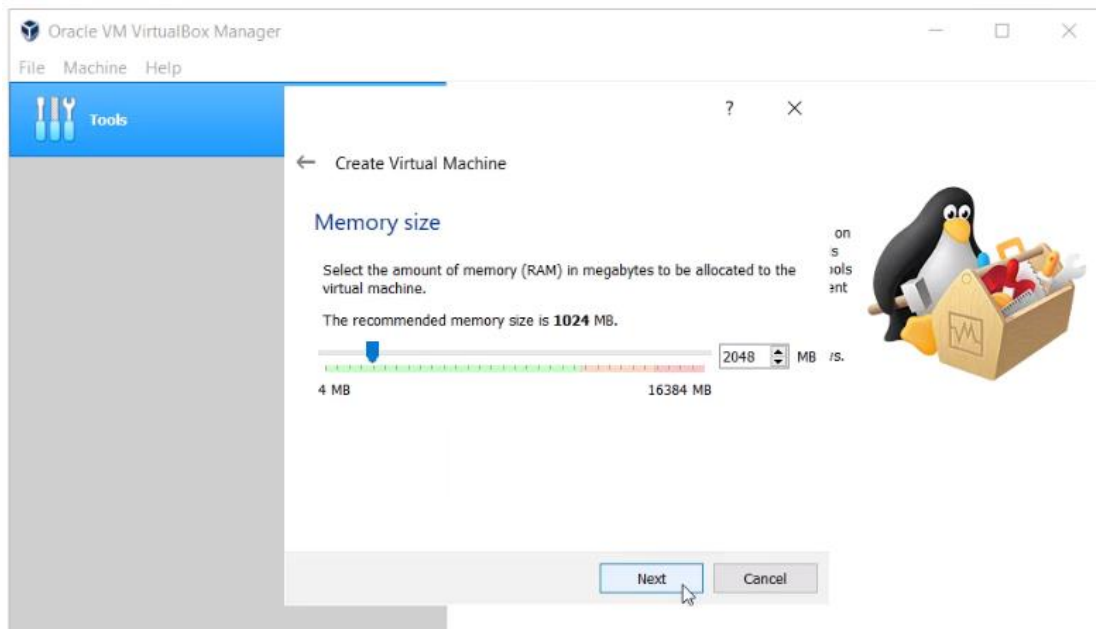 Oracle VM VirtualBox Manager
File Machine Help
Tools
?
Create Virtual Machine
Memory size
Select the amount of memory (RAM) in megabytes to be allocated to the
virtual machine.
The recommended memory size is 1024 MB.
2048 MB
4 MB 16384 MB
on
s
ools
ent
/s.
Next Cancel